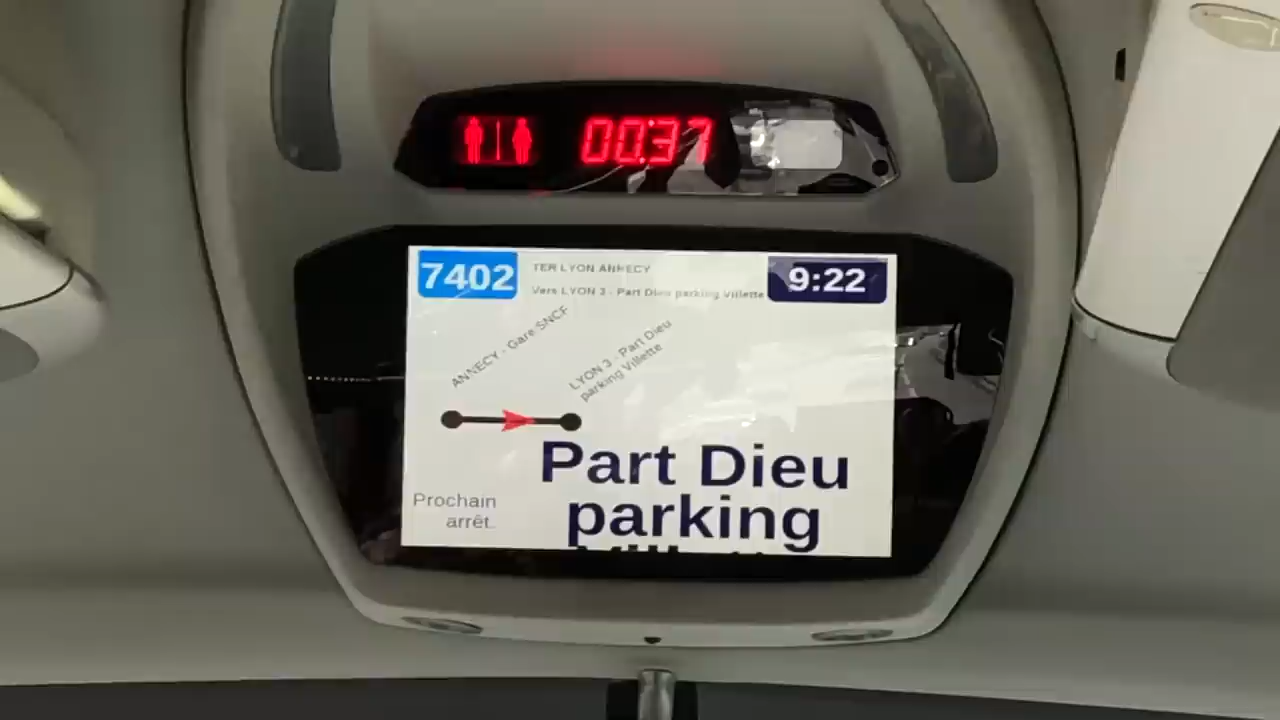 00:37
7402
TER LYON ANNECY
9:22
Vers LYON 3 - Part Dieu parking Villette
ANNECY - Gare SNCF
LYON 3 - Part Dieu
parking Villette
Part Dieu
parking
Prochain
arrêt